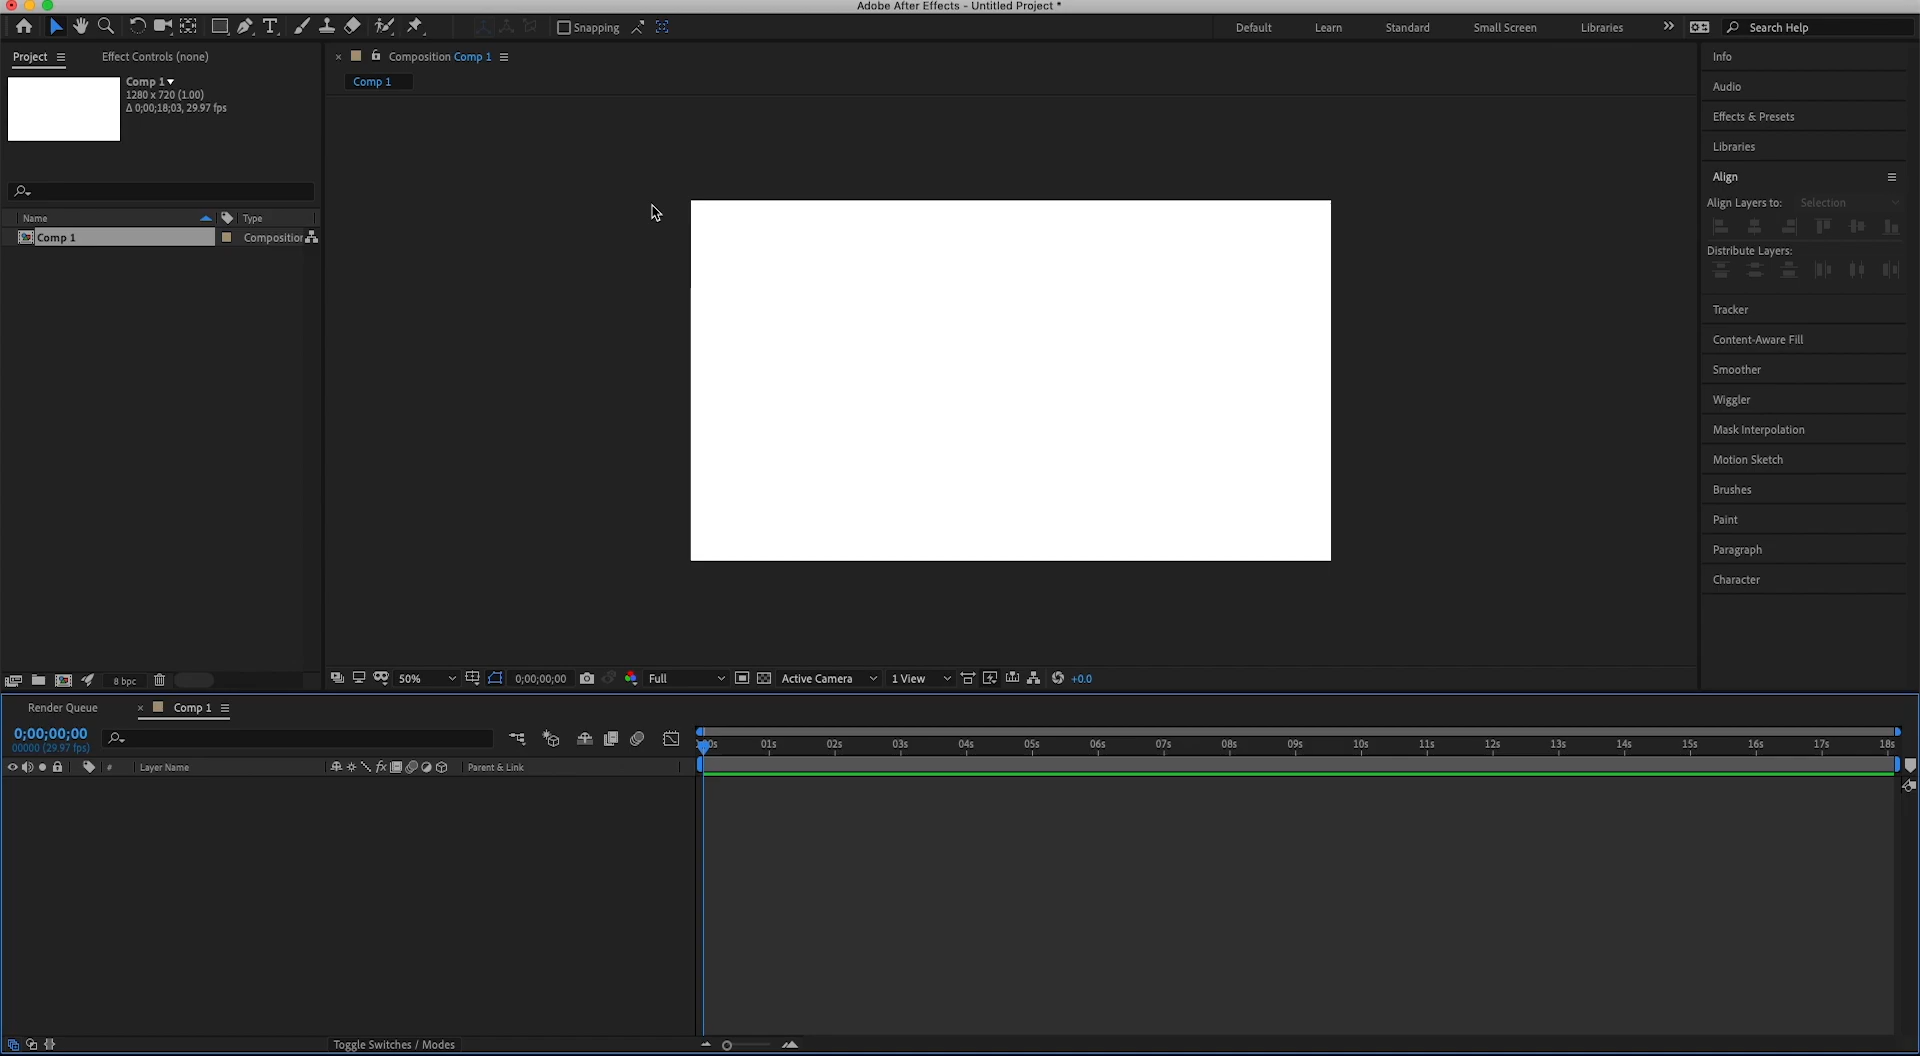 Adobe After Effects - Untitled Project *
Snapping
Default
Learn
Standard
Small Screen
Libraries
Search Help
Project
Effect Controls (none)
Comp 1
1280 x 720 (1.00)
Δ 0;00;18;03, 29.97 fps
Name
Type
Comp 1
Composition
8 bpc
Composition Comp 1
Comp 1
50%
0;00;00;00
Full
Active Camera
1 View
+0.0
Info
Audio
Effects & Presets
Libraries
Align
Align Layers to:
Selection
Distribute Layers:
Tracker
Content-Aware Fill
Smoother
Wiggler
Mask Interpolation
Motion Sketch
Brushes
Paint
Paragraph
Character
Render Queue
Comp 1
0;00;00;00
00000 (29.97 fps)
# Layer Name
fx
Parent & Link
:00s 01s 02s 03s 04s 05s 06s 07s 08s 09s 10s 11s 12s 13s 14s 15s 16s 17s 18s
Toggle Switches / Modes